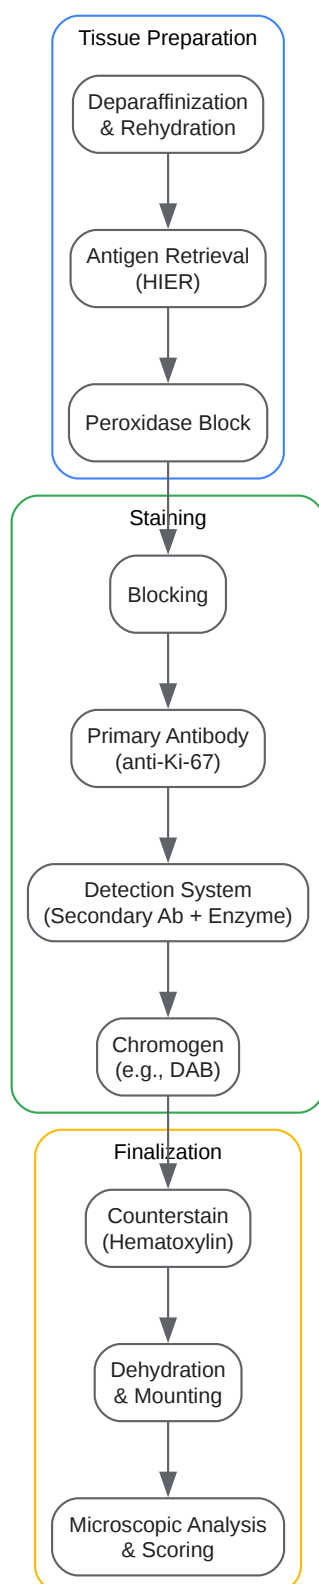 Tissue Preparation
Deparaffinization
& Rehydration
Antigen Retrieval
(HIER)
Peroxidase Block
Staining
Blocking
Primary Antibody
(anti-Ki-67)
Detection System
(Secondary Ab + Enzyme)
Chromogen
(e.g., DAB)
Finalization
Counterstain
(Hematoxylin)
Dehydration
& Mounting
Microscopic Analysis
& Scoring